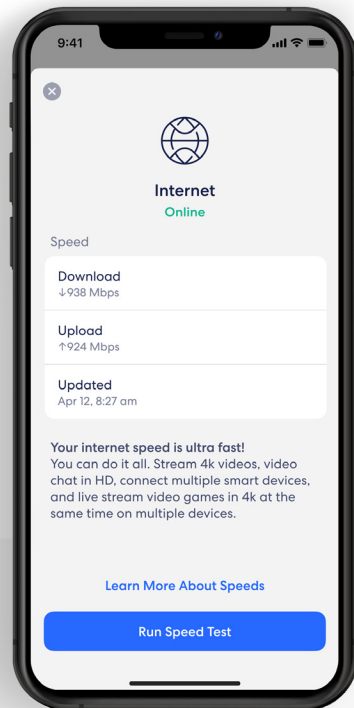 9:41
Internet
Online
Speed
Download
↓938 Mbps
Upload
↑924 Mbps
Updated
Apr 12, 8:27 am
Your internet speed is ultra fast!
You can do it all. Stream 4k videos, video
chat in HD, connect multiple smart devices,
and live stream video games in 4k at the
same time on multiple devices.
Learn More About Speeds
Run Speed Test